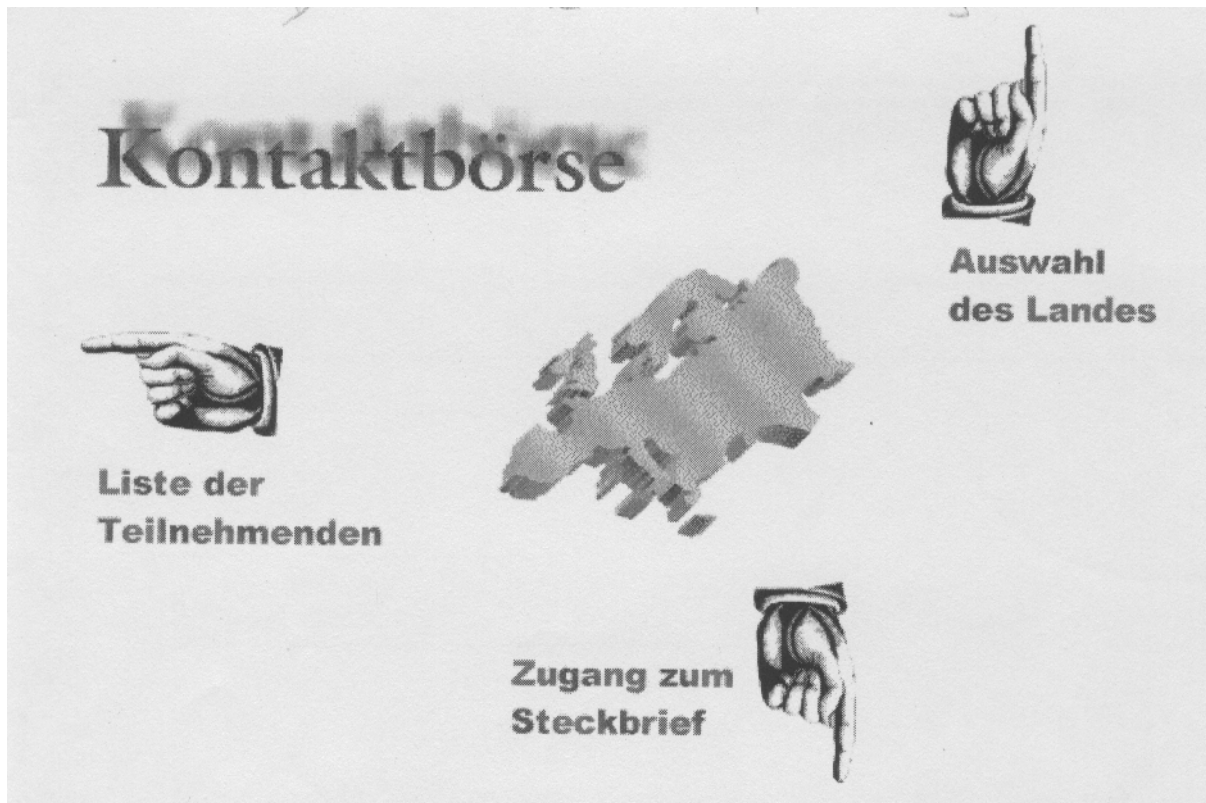 Kontaktbörse
Auswahl
des Landes
Liste der
Teilnehmenden
Zugang zum
Steckbrief